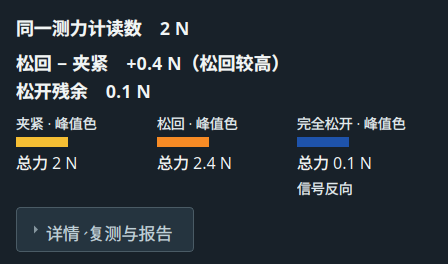 同一测力计读数 2 N
松回 − 夹紧 +0.4 N（松回较高）
松开残余 0.1 N
夹紧 · 峰值色 松回 · 峰值色 完全松开 · 峰值色
总力 2 N 总力 2.4 N 总力 0.1 N
信号反向
详情 · 复测与报告